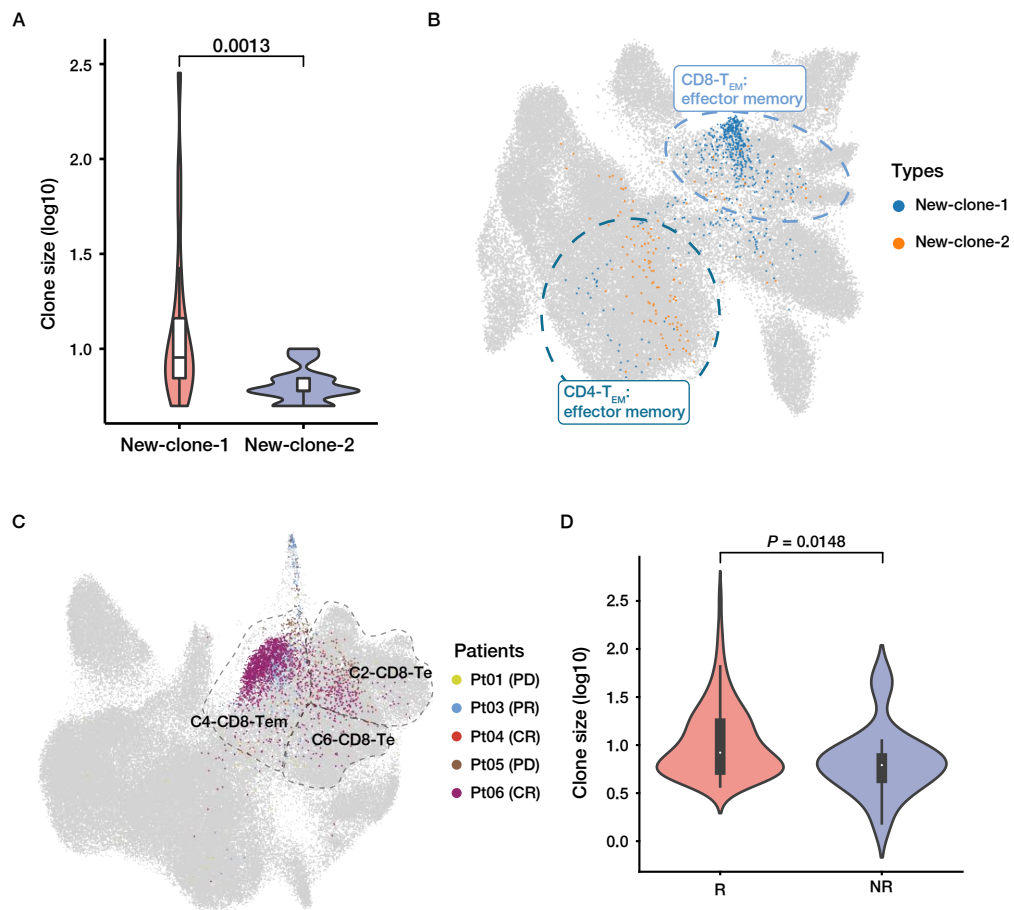 A
0.0013
Clone size (log10)
2.5
2.0
1.5
1.0
New-clone-1
New-clone-2
B
CD8-TEM:
effector memory
CD4-TEM:
effector memory
Types
New-clone-1
New-clone-2
C
C2-CD8-Te
C4-CD8-Tem
C6-CD8-Te
Patients
Pt01 (PD)
Pt03 (PR)
Pt04 (CR)
Pt05 (PD)
Pt06 (CR)
D
P = 0.0148
Clone size (log10)
2.5
2.0
1.5
1.0
0.5
0.0
R
NR